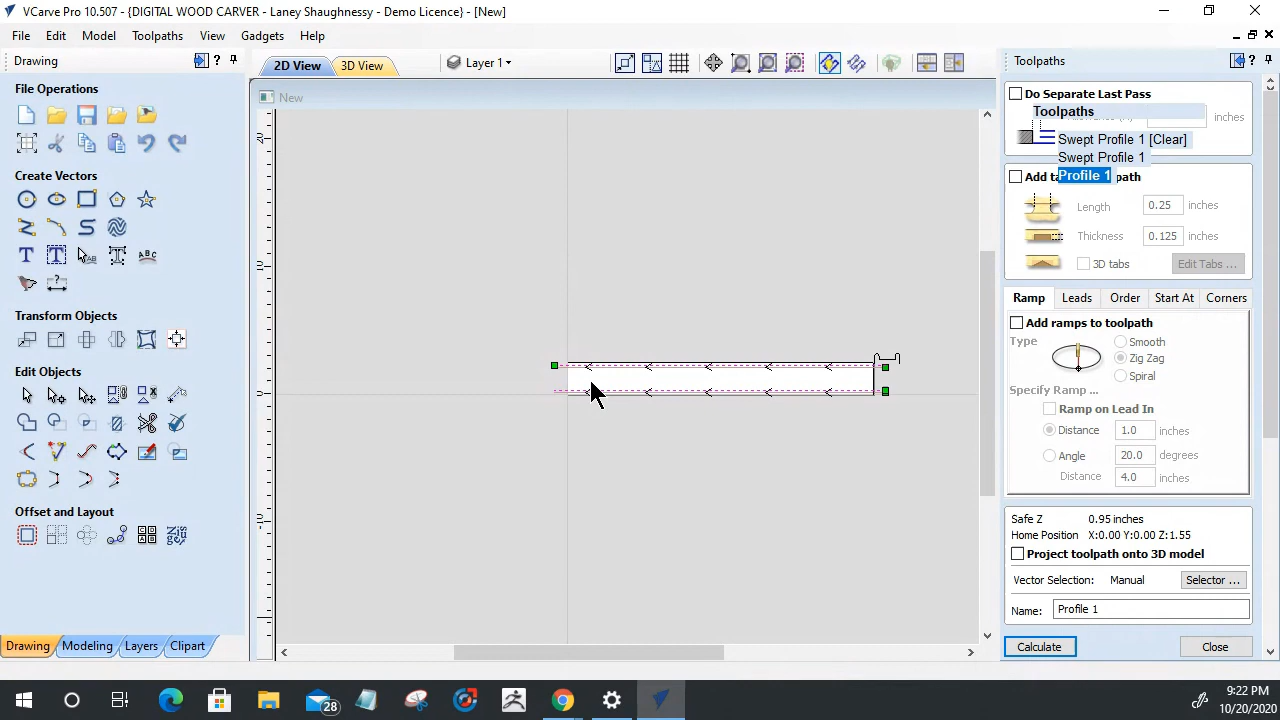 VCarve Pro 10.507 - {DIGITAL WOOD CARVER - Laney Shaughnessy - Demo Licence} - [New]
File Edit Model Toolpaths View Gadgets Help
Drawing
2D View
3D View
Layer 1
Toolpaths
File Operations
New
Do Separate Last Pass
Toolpaths
inches
Swept Profile 1 [Clear]
Swept Profile 1
Create Vectors
Profile 1
Length 0.25 inches
Thickness 0.125 inches
3D tabs Edit Tabs ...
Transform Objects
Ramp Leads Order Start At Corners
Add ramps to toolpath
Type
Smooth
Zig Zag
Spiral
Edit Objects
Specify Ramp ...
Ramp on Lead In
Distance 1.0 inches
Angle 20.0 degrees
Distance 4.0 inches
Offset and Layout
Safe Z 0.95 inches
Home Position X:0.00 Y:0.00 Z:1.55
Project toolpath onto 3D model
Vector Selection: Manual Selector ...
Name: Profile 1
Drawing Modeling Layers Clipart
Calculate Close
28
9:22 PM
10/20/2020